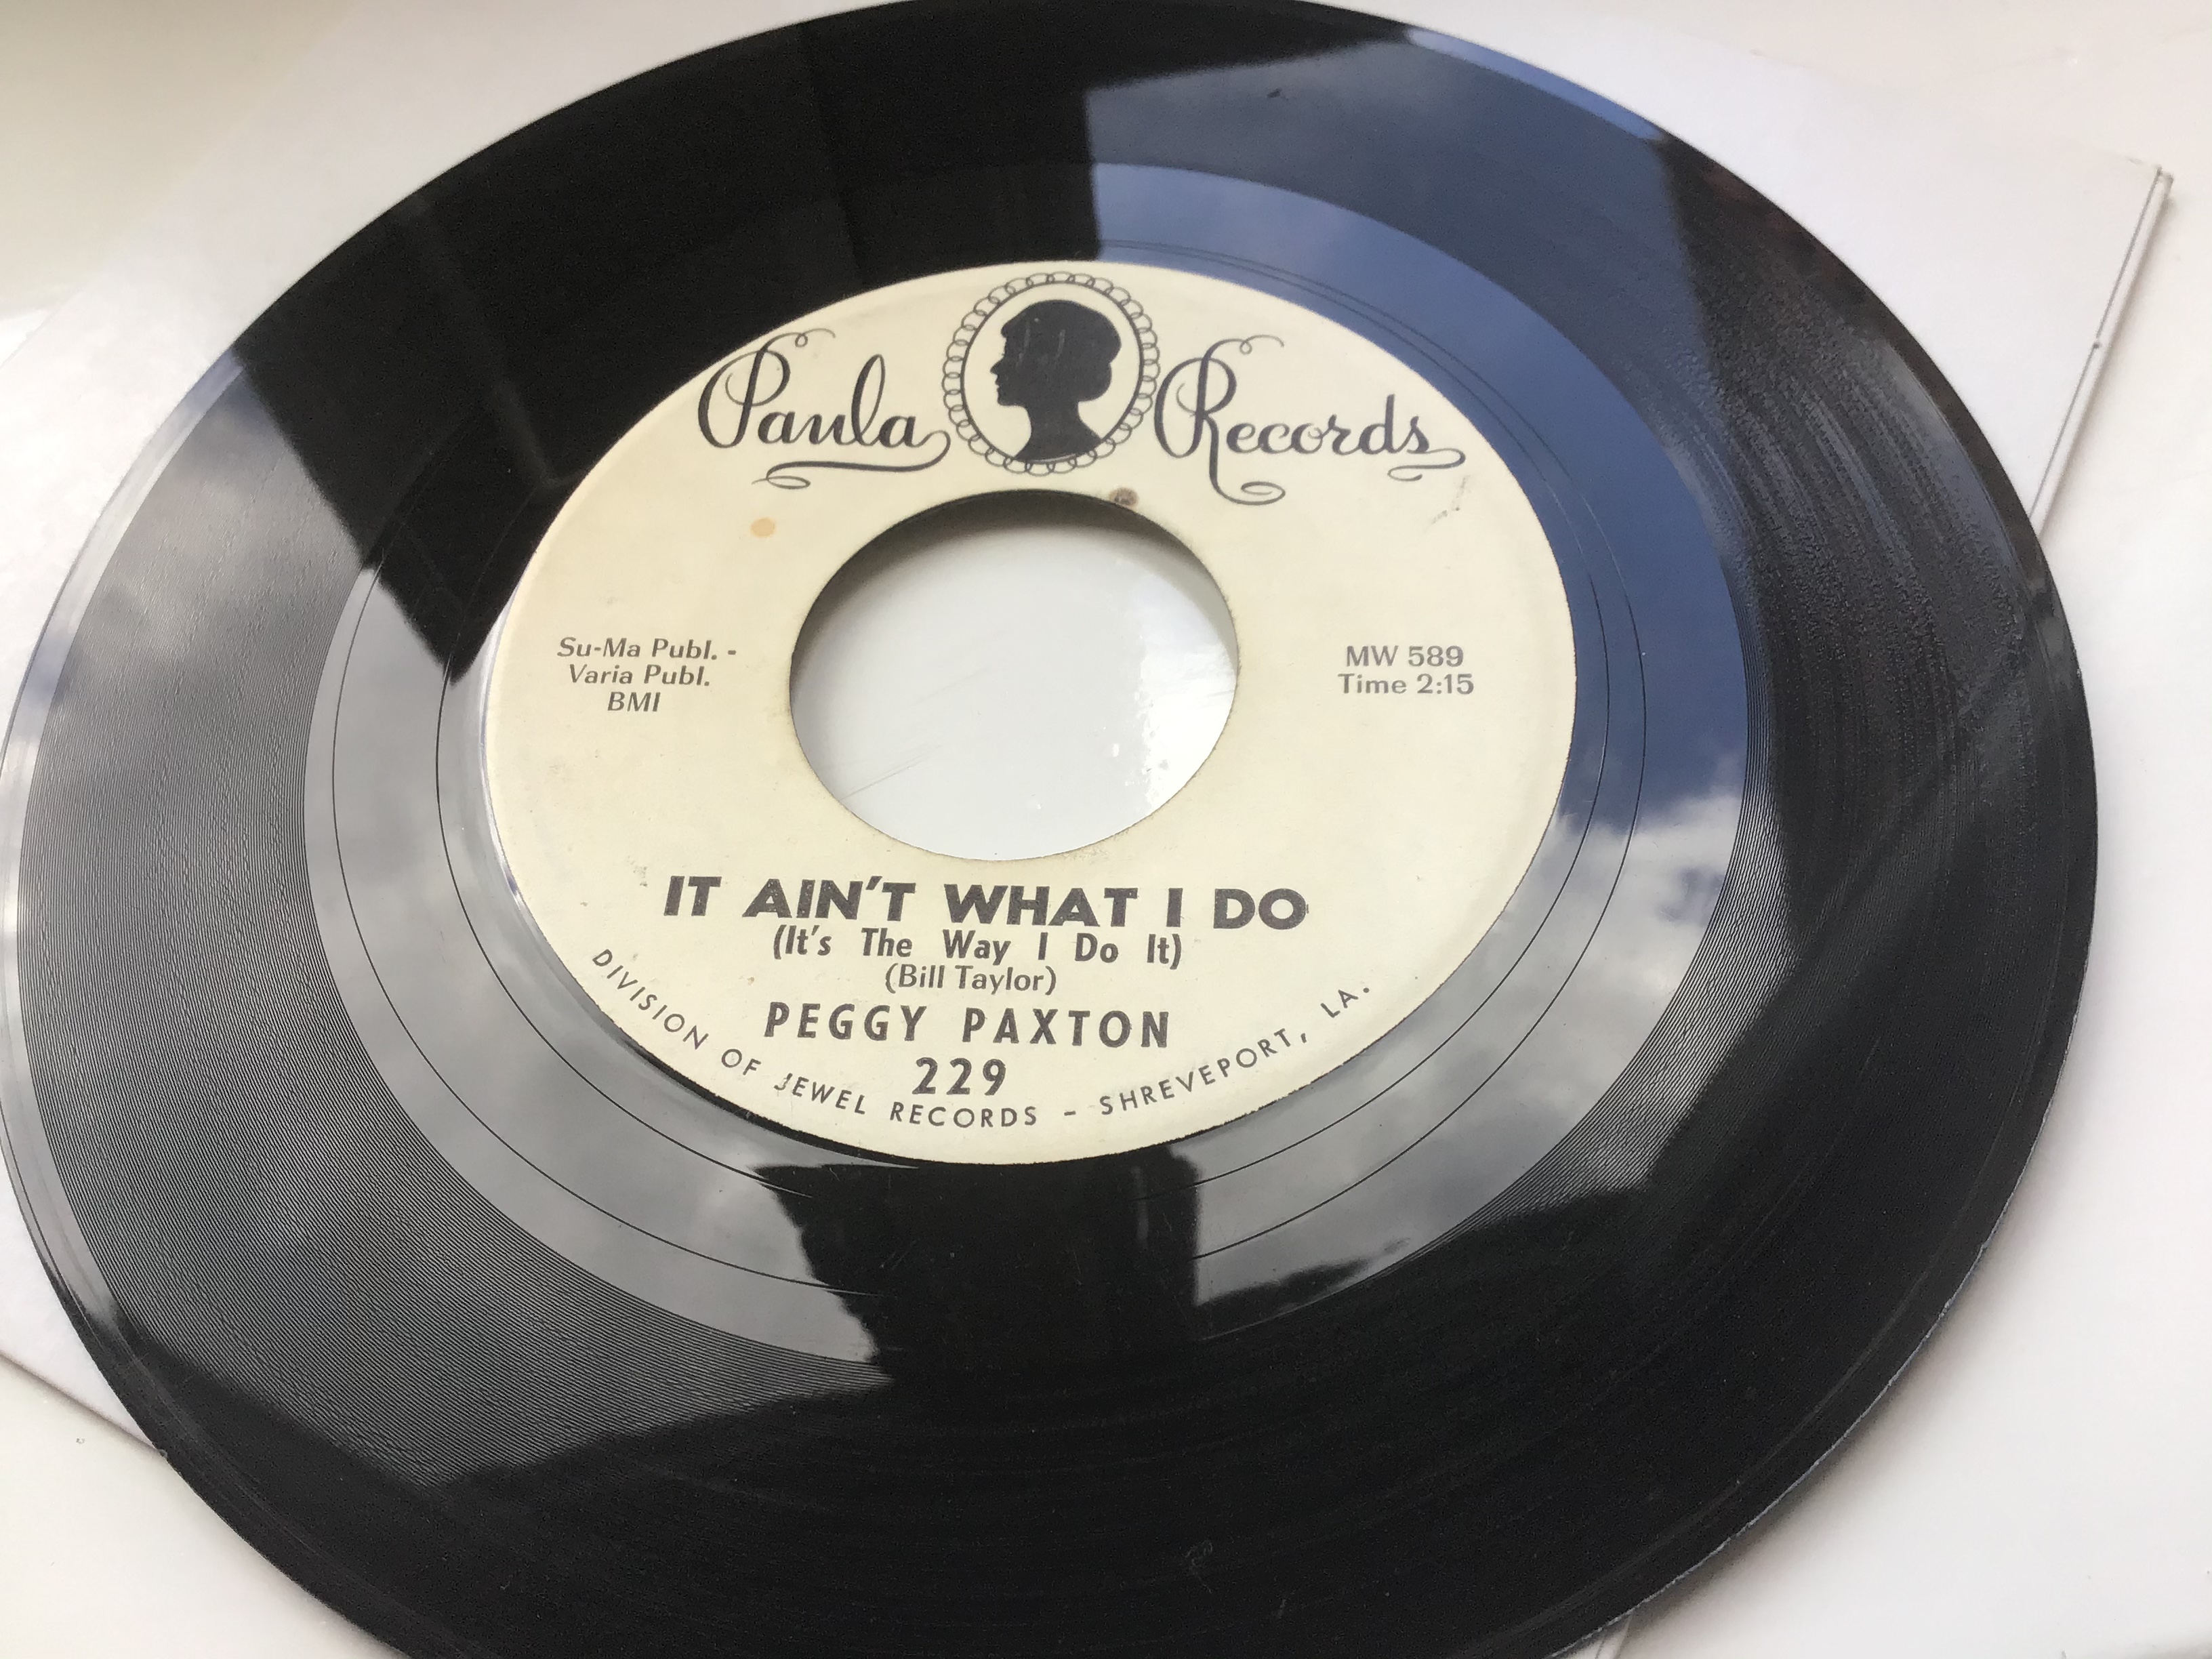 Paula Records
Su-Ma Publ. -
Varia Publ.
BMI
MW 589
Time 2:15
IT AIN'T WHAT I DO
(It's The Way I Do It)
(Bill Taylor)
PEGGY PAXTON
229
DIVISION OF JEWEL RECORDS - SHREVEPORT, LA.